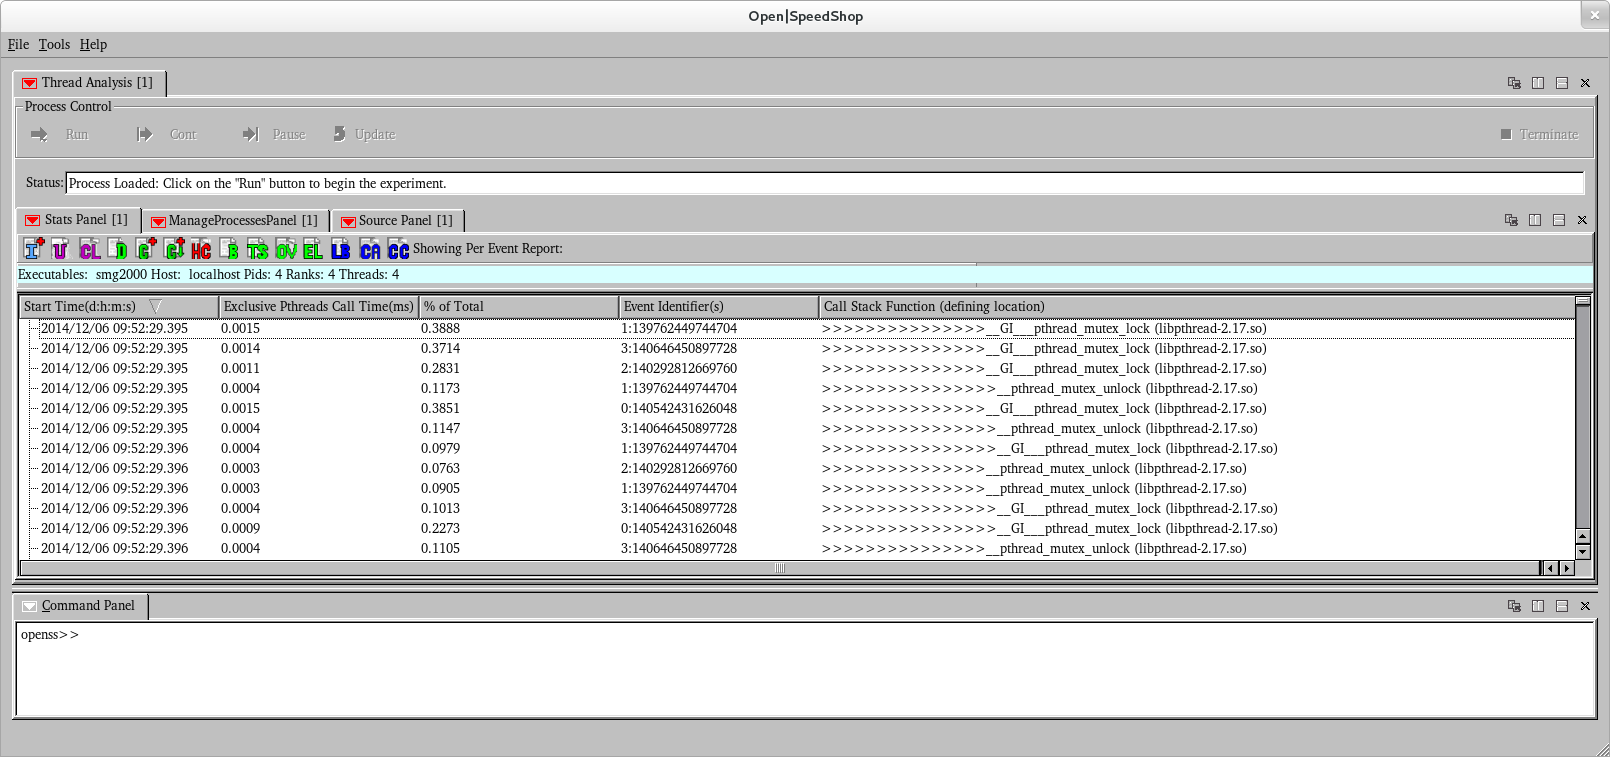 Open|SpeedShop
File Tools Help
Thread Analysis [1]
Process Control
Run Cont Pause Update Terminate
Status: Process Loaded: Click on the "Run" button to begin the experiment.
Stats Panel [1] ManageProcessesPanel [1] Source Panel [1]
I U CL D C C HC B TS OV EL LB CA CC Showing Per Event Report:
Executables: smg2000 Host: localhost Pids: 4 Ranks: 4 Threads: 4
Start Time(d:h:m:s) Exclusive Pthreads Call Time(ms) % of Total Event Identifier(s) Call Stack Function (defining location)
2014/12/06 09:52:29.395 0.0015 0.3888 1:139762449744704 >>>>>>>>>>>>>>>__GI___pthread_mutex_lock (libpthread-2.17.so)
2014/12/06 09:52:29.395 0.0014 0.3714 3:140646450897728 >>>>>>>>>>>>>>>__GI___pthread_mutex_lock (libpthread-2.17.so)
2014/12/06 09:52:29.395 0.0011 0.2831 2:140292812669760 >>>>>>>>>>>>>>>__GI___pthread_mutex_lock (libpthread-2.17.so)
2014/12/06 09:52:29.395 0.0004 0.1173 1:139762449744704 >>>>>>>>>>>>>>>>__pthread_mutex_unlock (libpthread-2.17.so)
2014/12/06 09:52:29.395 0.0015 0.3851 0:140542431626048 >>>>>>>>>>>>>>>__GI___pthread_mutex_lock (libpthread-2.17.so)
2014/12/06 09:52:29.395 0.0004 0.1147 3:140646450897728 >>>>>>>>>>>>>>>>__pthread_mutex_unlock (libpthread-2.17.so)
2014/12/06 09:52:29.396 0.0004 0.0979 1:139762449744704 >>>>>>>>>>>>>>>>__GI___pthread_mutex_lock (libpthread-2.17.so)
2014/12/06 09:52:29.396 0.0003 0.0763 2:140292812669760 >>>>>>>>>>>>>>>__pthread_mutex_unlock (libpthread-2.17.so)
2014/12/06 09:52:29.396 0.0003 0.0905 1:139762449744704 >>>>>>>>>>>>>>>__pthread_mutex_unlock (libpthread-2.17.so)
2014/12/06 09:52:29.396 0.0004 0.1013 3:140646450897728 >>>>>>>>>>>>>>>>__GI___pthread_mutex_lock (libpthread-2.17.so)
2014/12/06 09:52:29.396 0.0009 0.2273 0:140542431626048 >>>>>>>>>>>>>>>>__GI___pthread_mutex_lock (libpthread-2.17.so)
2014/12/06 09:52:29.396 0.0004 0.1105 3:140646450897728 >>>>>>>>>>>>>>>__pthread_mutex_unlock (libpthread-2.17.so)
Command Panel
openss>>